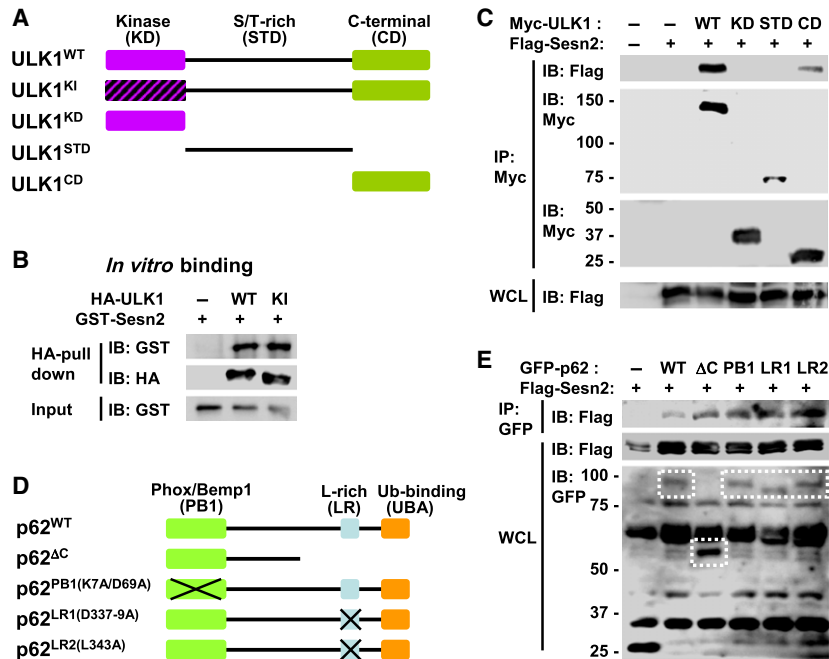 A
Kinase (KD)
S/T-rich (STD)
C-terminal (CD)
ULK1WT
ULK1KI
ULK1KD
ULK1STD
ULK1CD
B
In vitro binding
HA-ULK1 – WT KI
GST-Sesn2 + + +
HA-pull down
IB: GST
IB: HA
Input
IB: GST
C
Myc-ULK1 : – – WT KD STD CD
Flag-Sesn2: – + + + + +
IP: Myc
IB: Flag
IB: Myc
150 -
100 -
75 -
IB: Myc
50 -
37 -
25 -
WCL
IB: Flag
D
Phox/Bemp1 (PB1)
L-rich (LR)
Ub-binding (UBA)
p62WT
p62ΔC
p62PB1(K7A/D69A)
p62LR1(D337-9A)
p62LR2(L343A)
E
GFP-p62 : – WT ΔC PB1 LR1 LR2
Flag-Sesn2: + + + + + +
IP: GFP
IB: Flag
WCL
IB: Flag
IB: GFP
100 -
75 -
50 -
37 -
25 -